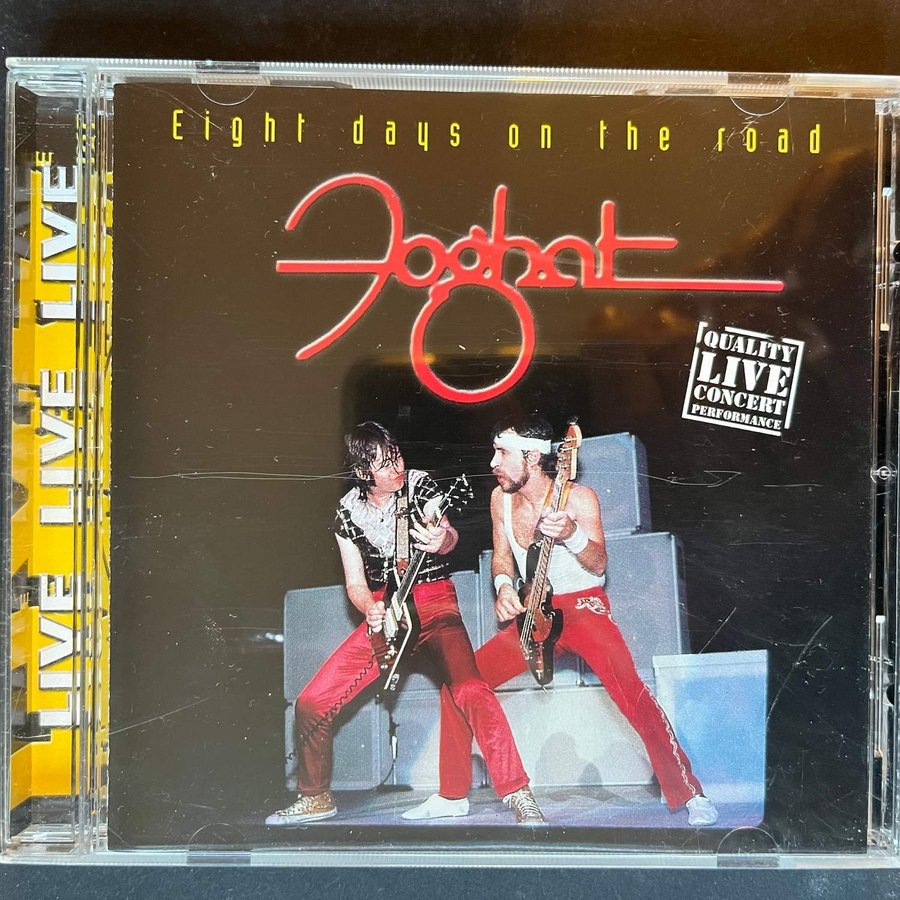 Eight days on the road
Foghat
QUALITY
LIVE
CONCERT
PERFORMANCE
LIVE LIVE LIVE